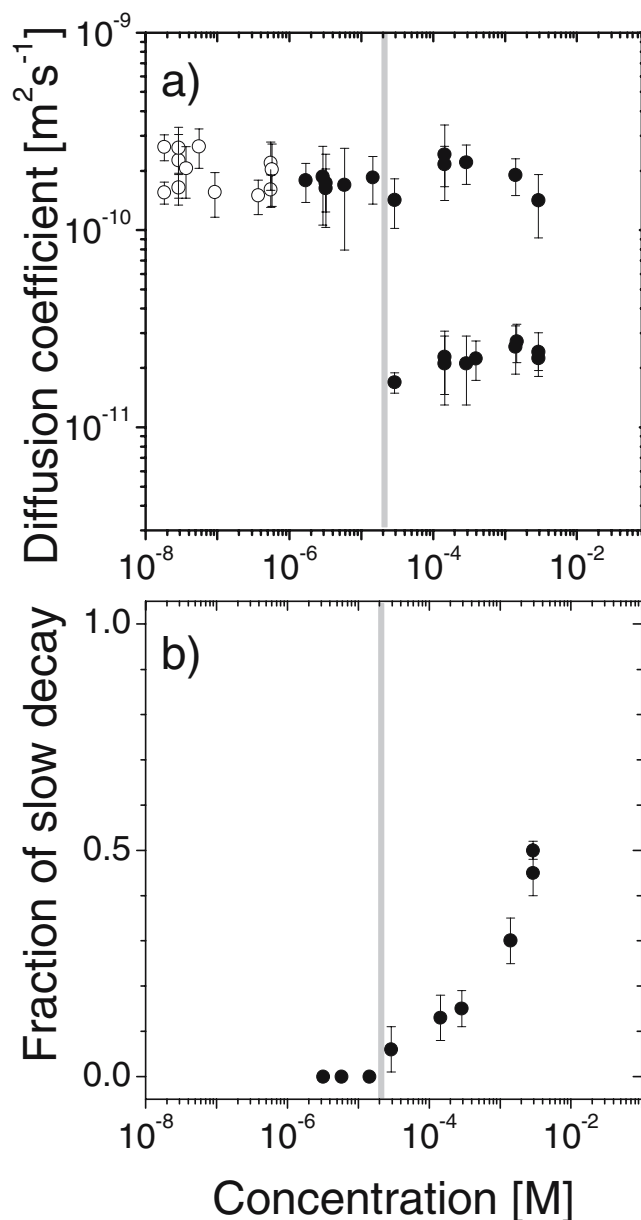 a)
Diffusion coefficient [m²s⁻¹]
10⁻⁹
10⁻¹⁰
10⁻¹¹
10⁻⁸ 10⁻⁶ 10⁻⁴ 10⁻²
b)
Fraction of slow decay
1.0
0.5
0.0
10⁻⁸ 10⁻⁶ 10⁻⁴ 10⁻²
Concentration [M]